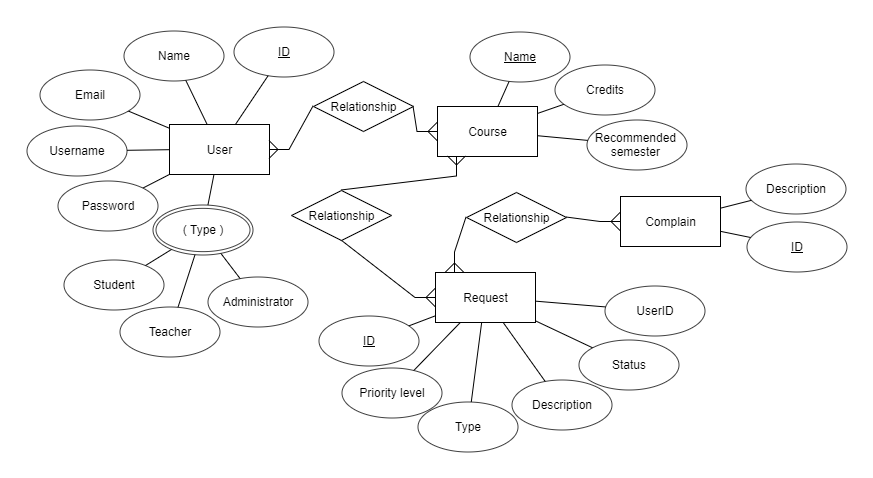 Name
ID
Name
Email
Credits
Relationship
User
Course
Username
Recommended
semester
Password
Description
Relationship
Relationship
Complain
( Type )
ID
Student
Administrator
Request
UserID
Teacher
ID
Status
Priority level
Description
Type